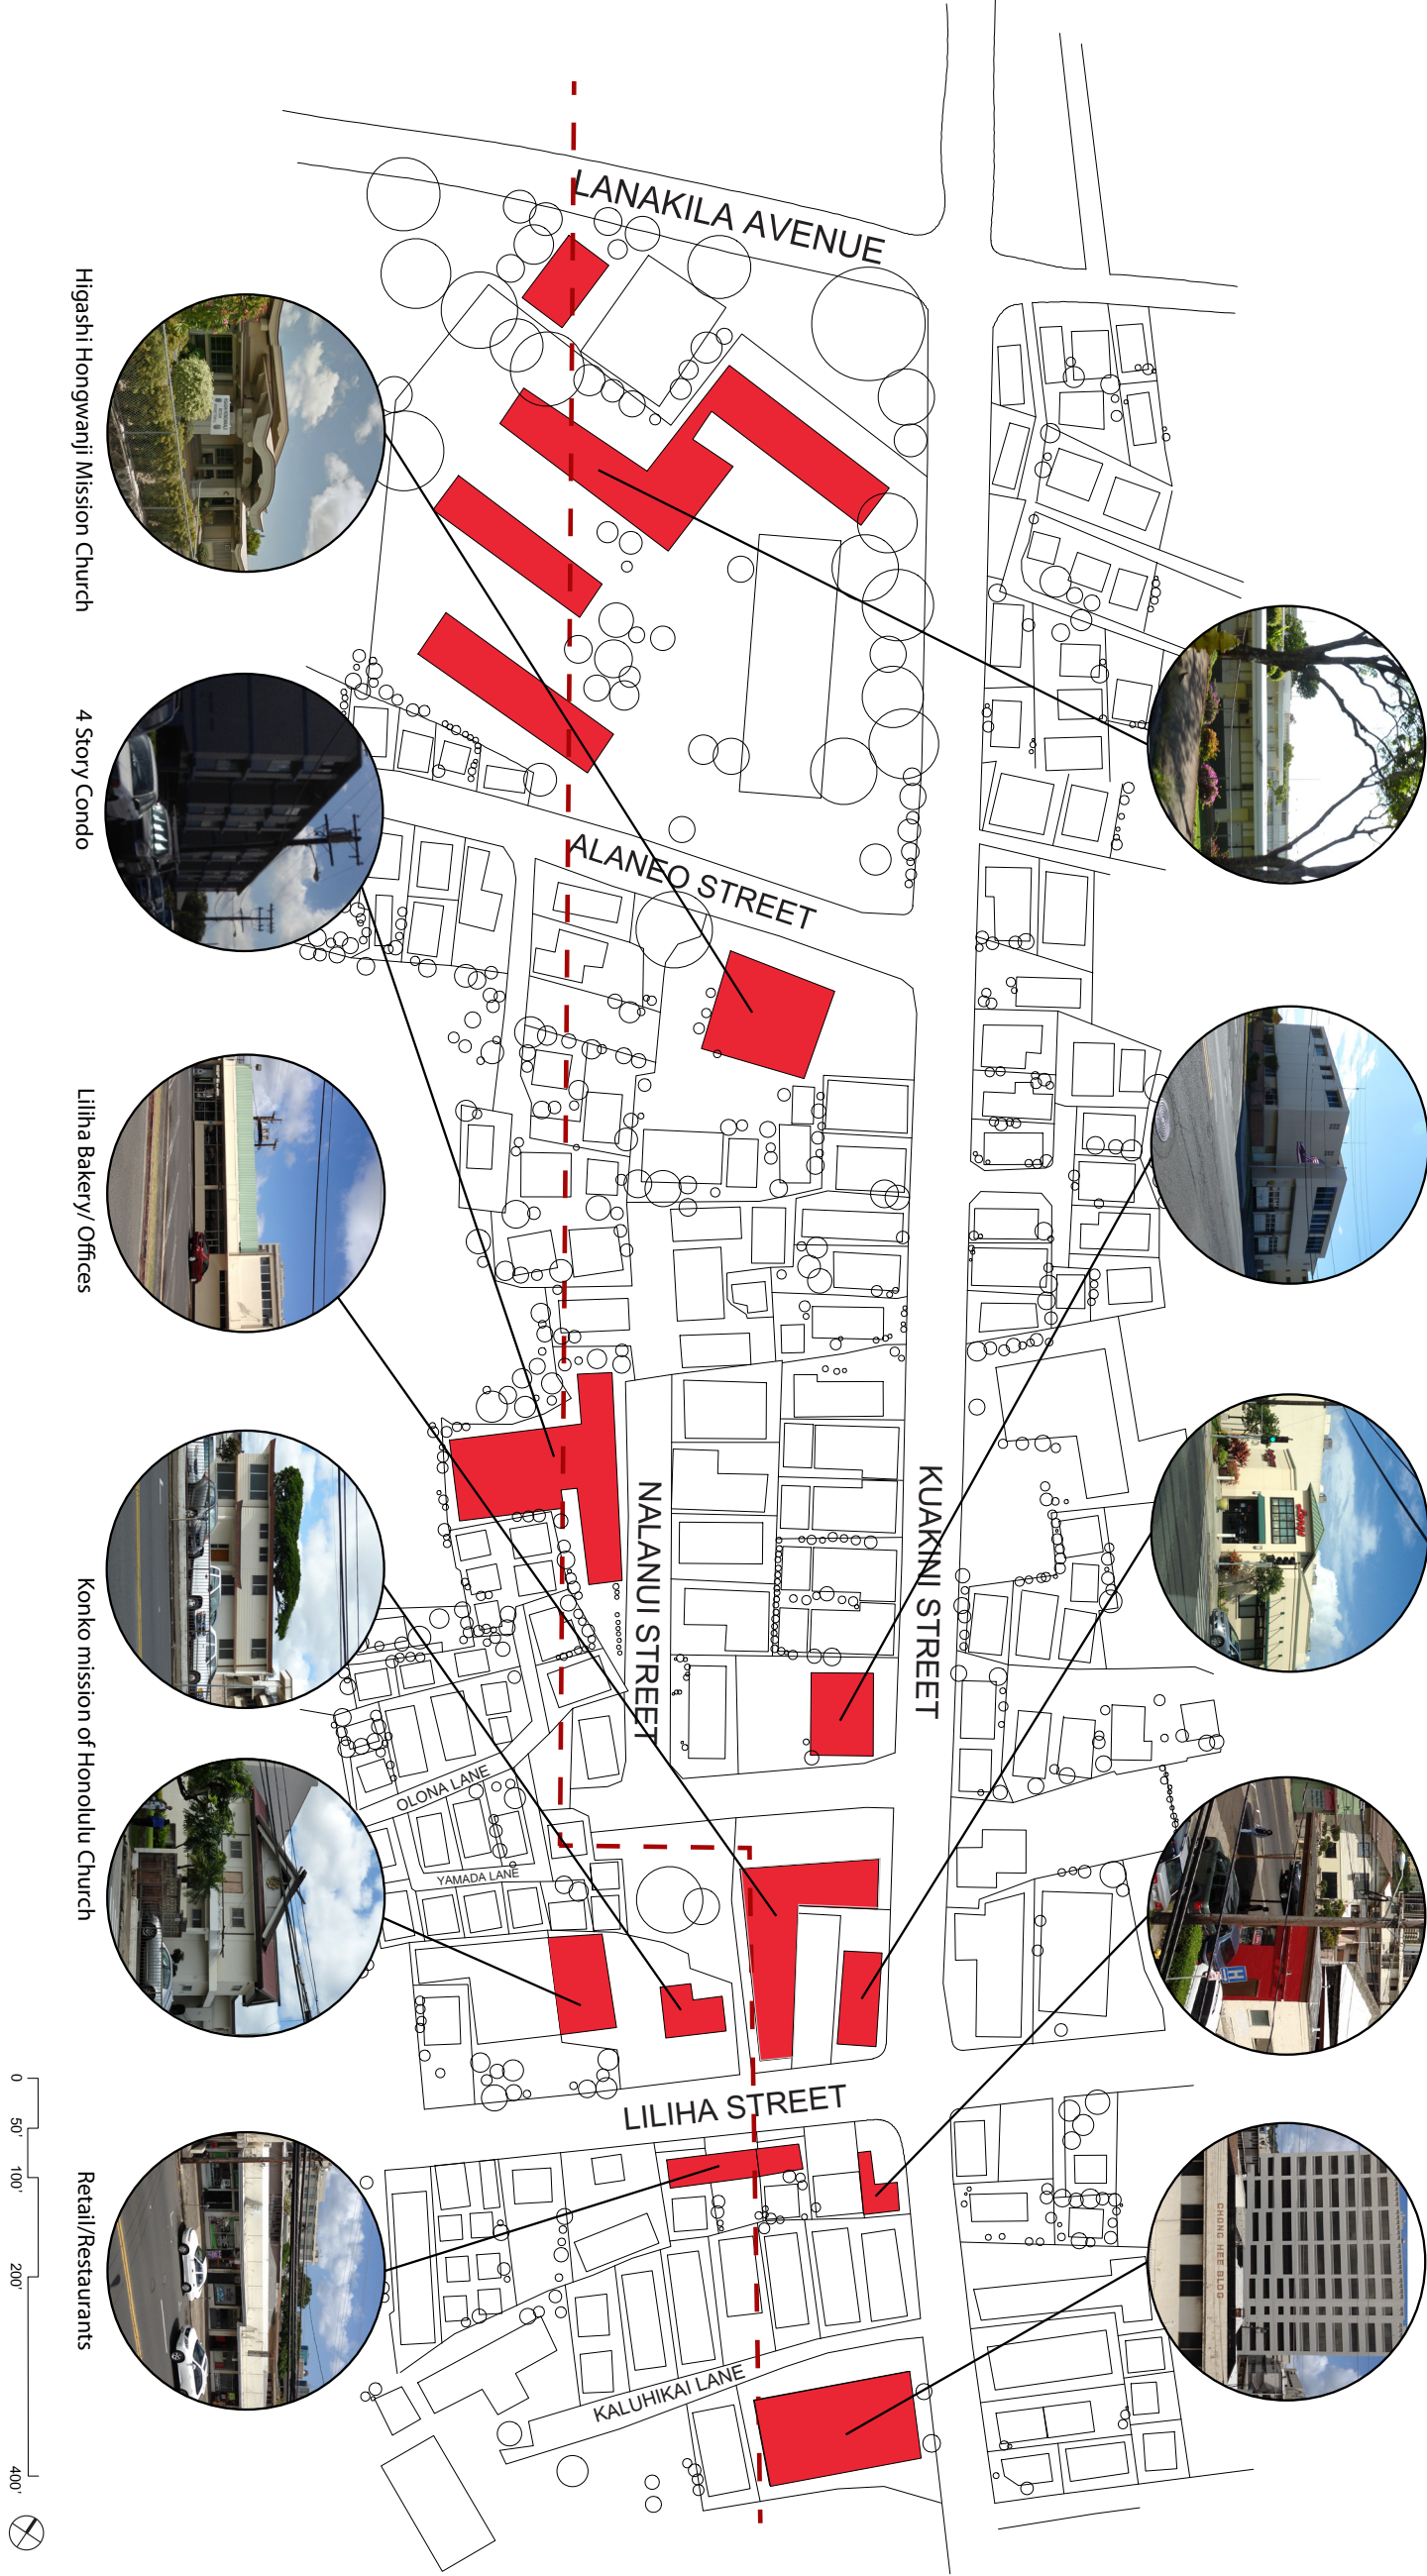 LANAKILA AVENUE
ALANEO STREET
KUAKINI STREET
NALANUI STREET
OLONA LANE
YAMADA LANE
LILIHA STREET
KALUHIKAI LANE
CHONG HEE BLDG
H
Higashi Hongwanji Mission Church
4 Story Condo
Liliha Bakery/ Offices
Konko mission of Honolulu Church
Retail/Restaurants
0
50'
100'
200'
400'